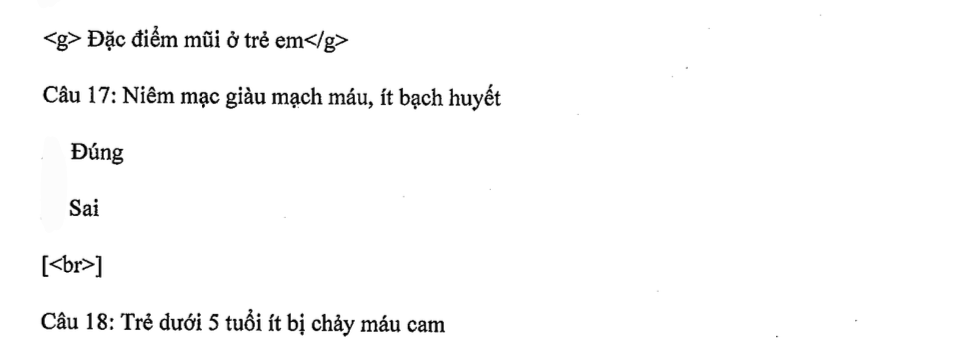 <g> Đặc điểm mũi ở trẻ em</g>
Câu 17: Niêm mạc giàu mạch máu, ít bạch huyết
Đúng
Sai
[<br>]
Câu 18: Trẻ dưới 5 tuổi ít bị chảy máu cam